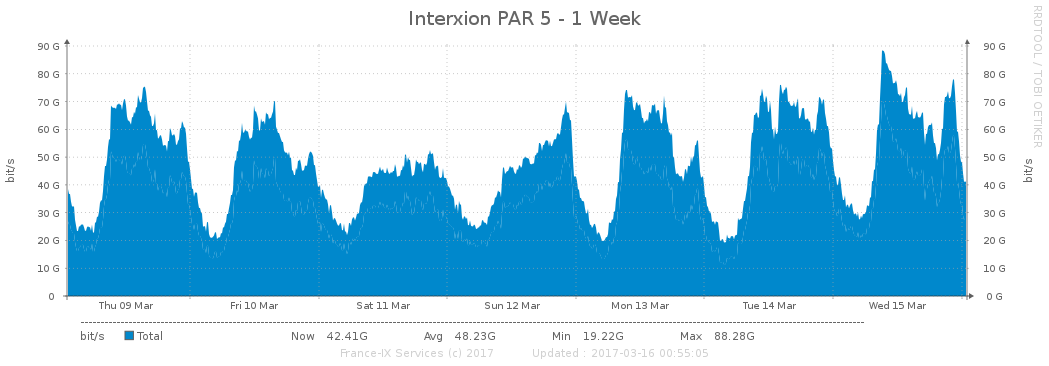 Interxion PAR 5 - 1 Week
RRDTOOL / TOBI OETIKER
bit/s
90 G
80 G
70 G
60 G
50 G
40 G
30 G
20 G
10 G
0
90 G
80 G
70 G
60 G
50 G
40 G
30 G
20 G
10 G
0 G
bit/s
Thu 09 Mar Fri 10 Mar Sat 11 Mar Sun 12 Mar Mon 13 Mar Tue 14 Mar Wed 15 Mar
bit/s Total Now 42.41G Avg 48.23G Min 19.22G Max 88.28G
France-IX Services (c) 2017 Updated : 2017-03-16 00:55:05